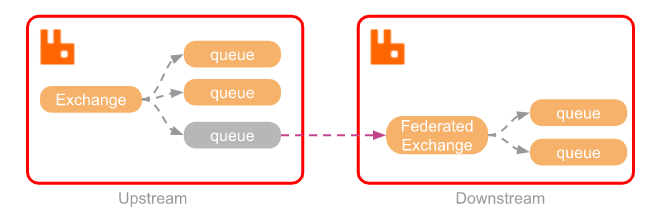 queue
Exchange
queue
queue
Upstream
Federated
Exchange
queue
queue
Downstream